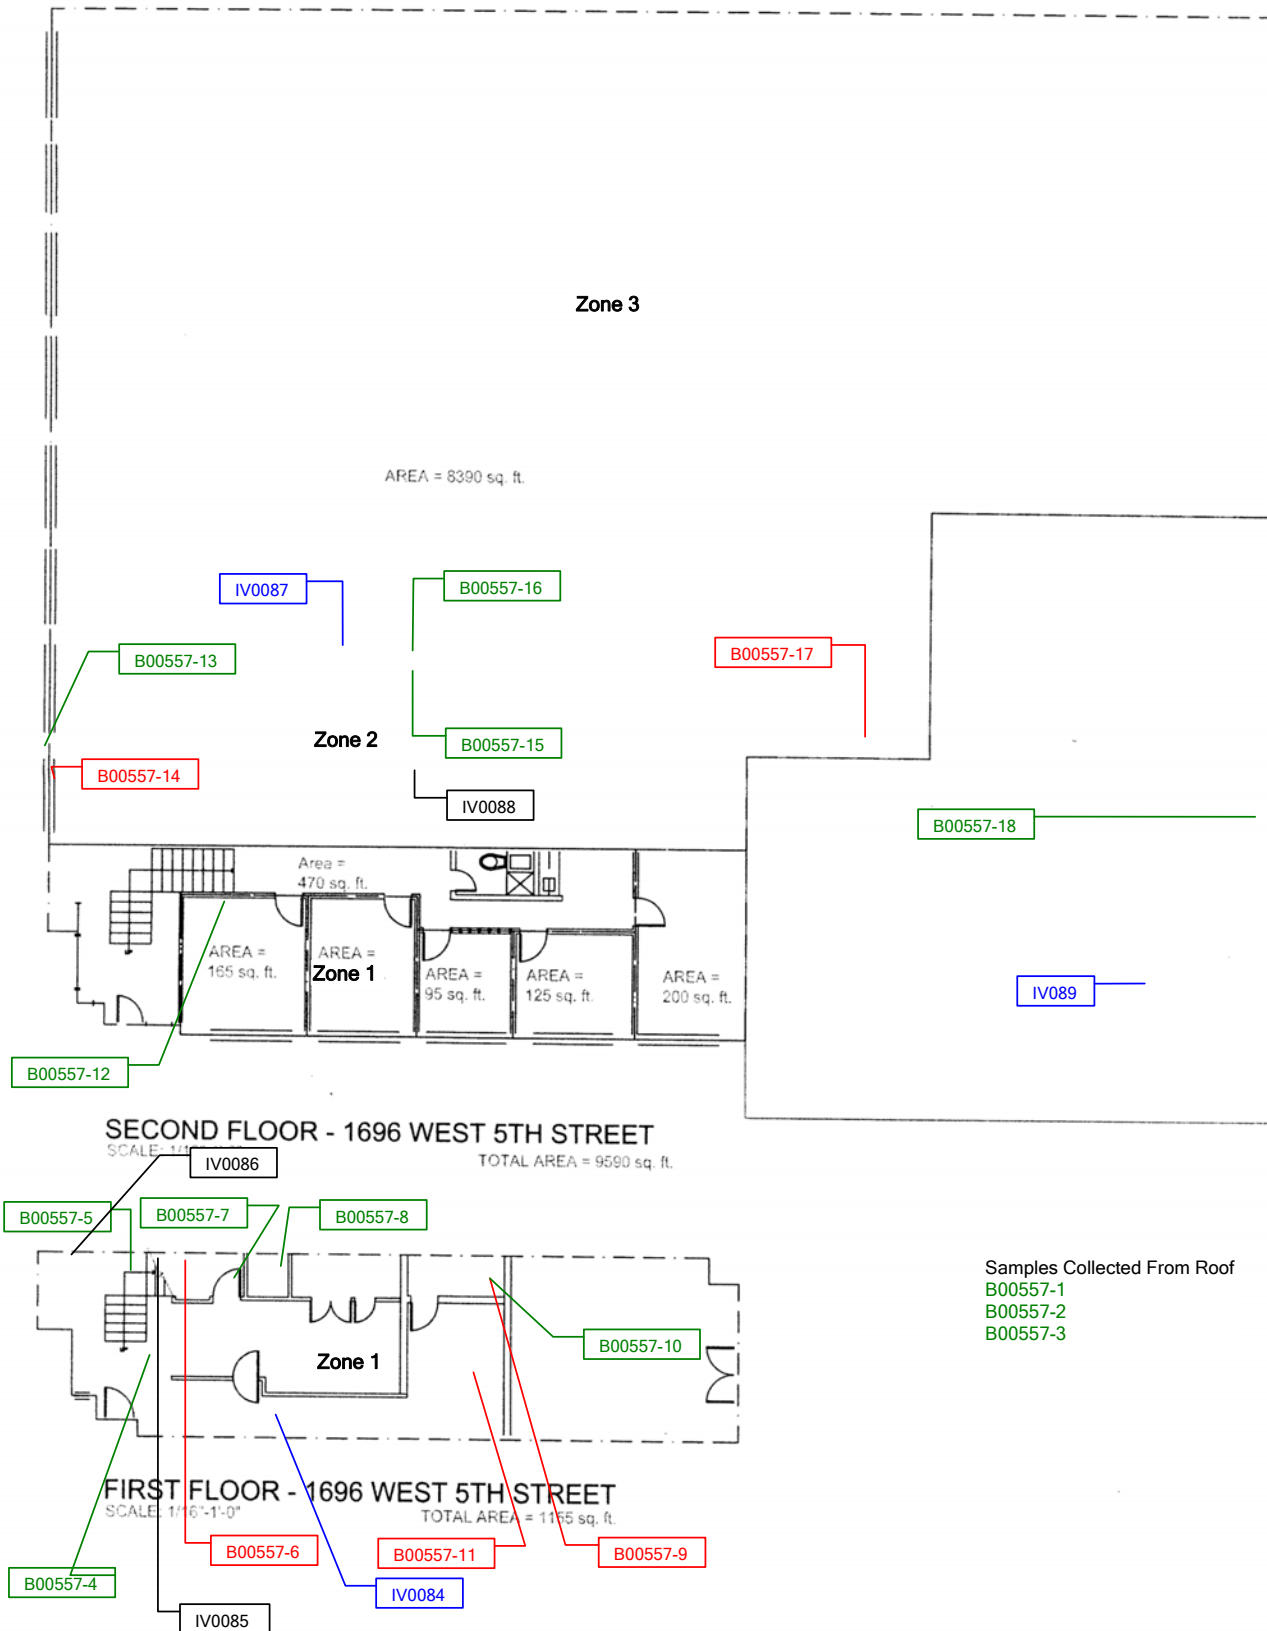 Zone 3
AREA = 8390 sq. ft.
IV0087
B00557-16
B00557-13
B00557-17
Zone 2
B00557-15
B00557-14
IV0088
B00557-18
Area =
470 sq. ft.
AREA =
165 sq. ft.
AREA =
Zone 1
AREA =
95 sq. ft.
AREA =
125 sq. ft.
AREA =
200 sq. ft.
IV089
B00557-12
SECOND FLOOR - 1696 WEST 5TH STREET
SCALE:
TOTAL AREA = 9590 sq. ft.
IV0086
B00557-5
B00557-7
B00557-8
Samples Collected From Roof
B00557-1
B00557-2
B00557-3
B00557-10
Zone 1
FIRST FLOOR - 1696 WEST 5TH STREET
SCALE: 1/16"-1'-0"
TOTAL AREA = 1155 sq. ft.
B00557-6
B00557-11
B00557-9
B00557-4
IV0084
IV0085